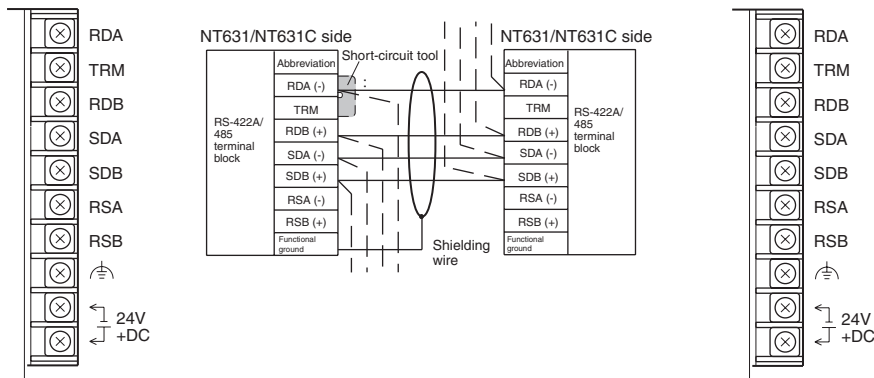 RDA
TRM
RDB
SDA
SDB
RSA
RSB
24V
+DC
NT631/NT631C side
Abbreviation
RDA (-)
TRM
RDB (+)
SDA (-)
SDB (+)
RSA (-)
RSB (+)
Functional
ground
RS-422A/
485
terminal
block
Short-circuit tool
Shielding
wire
NT631/NT631C side
Abbreviation
RDA (-)
TRM
RDB (+)
SDA (-)
SDB (+)
RSA (-)
RSB (+)
Functional
ground
RS-422A/
485
terminal
block
RDA
TRM
RDB
SDA
SDB
RSA
RSB
24V
+DC